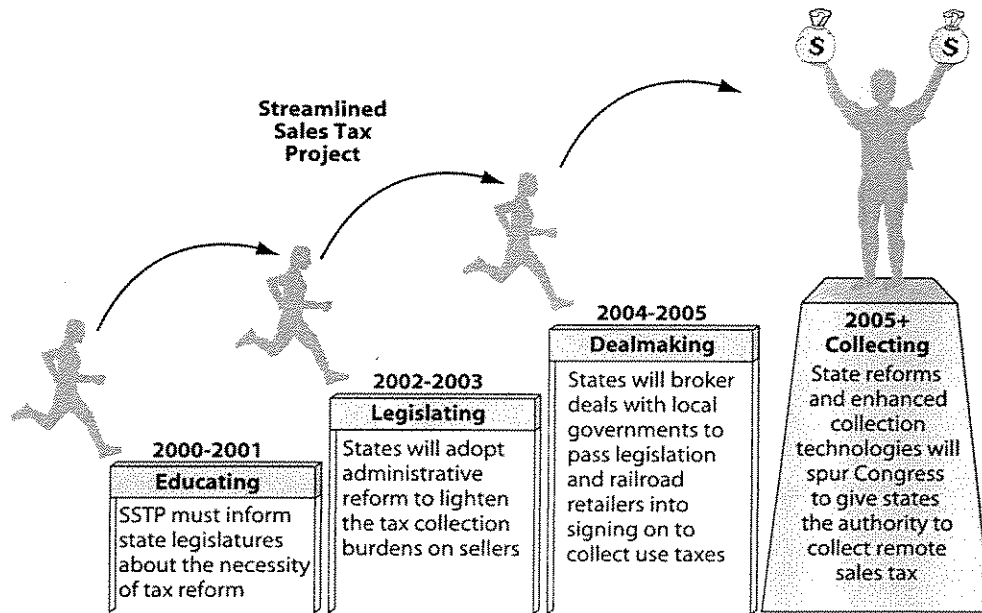 Streamlined
Sales Tax
Project
2000-2001
Educating
SSTP must inform
state legislatures
about the necessity
of tax reform
2002-2003
Legislating
States will adopt
administrative
reform to lighten
the tax collection
burdens on sellers
2004-2005
Dealmaking
States will broker
deals with local
governments to
pass legislation
and railroad
retailers into
signing on to
collect use taxes
$ $
2005+
Collecting
State reforms
and enhanced
collection
technologies will
spur Congress
to give states
the authority to
collect remote
sales tax